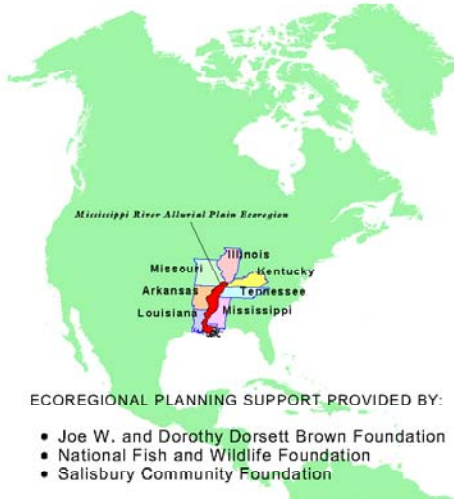 Mississippi River Alluvial Plain Ecoregion
Illinois
Missouri
Kentucky
Arkansas
Tennessee
Louisiana
Mississippi
ECOREGIONAL PLANNING SUPPORT PROVIDED BY:
• Joe W. and Dorothy Dorsett Brown Foundation
• National Fish and Wildlife Foundation
• Salisbury Community Foundation